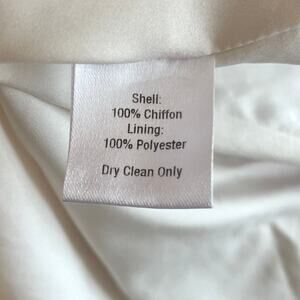 Shell:
100% Chiffon
Lining:
100% Polyester
Dry Clean Only